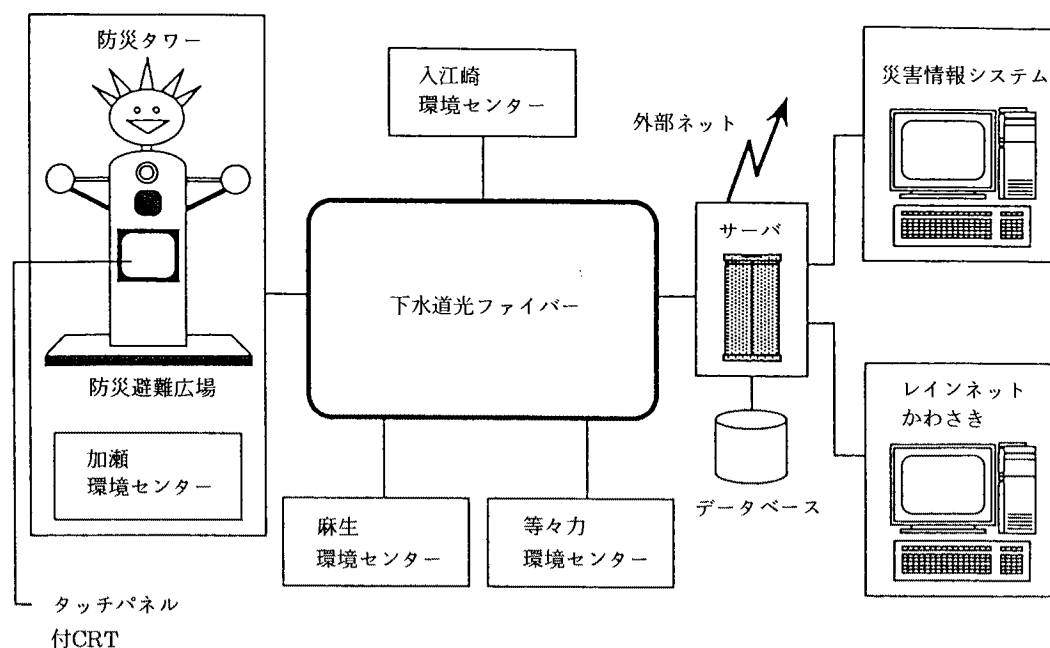 防災タワー
防災避難広場
加瀬
環境センター
タッチパネル
付CRT
入江崎
環境センター
下水道光ファイバー
麻生
環境センター
等々力
環境センター
外部ネット
サーバ
データベース
災害情報システム
レインネット
かわさき